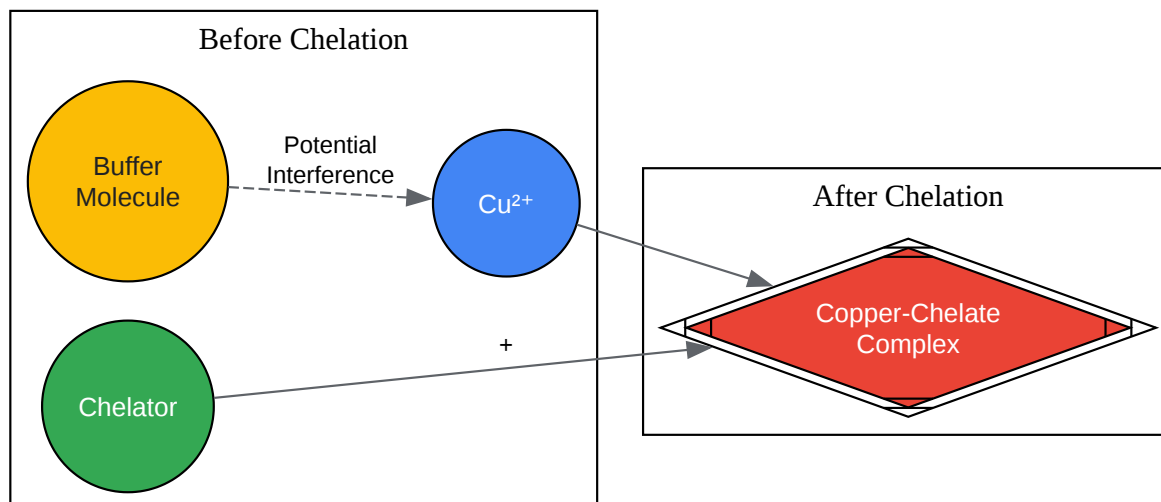 Before Chelation
Buffer
Molecule
Potential
Interference
Cu²⁺
Chelator
+
After Chelation
Copper-Chelate
Complex